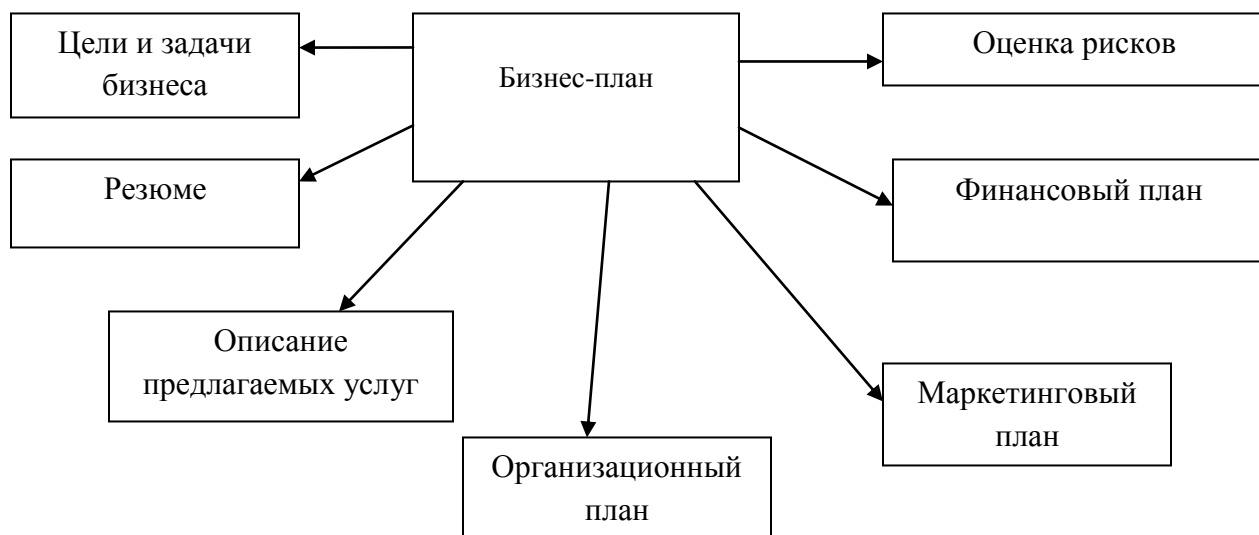 Цели и задачи
бизнеса
Бизнес-план
Оценка рисков
Резюме
Финансовый план
Описание
предлагаемых услуг
Маркетинговый
план
Организационный
план